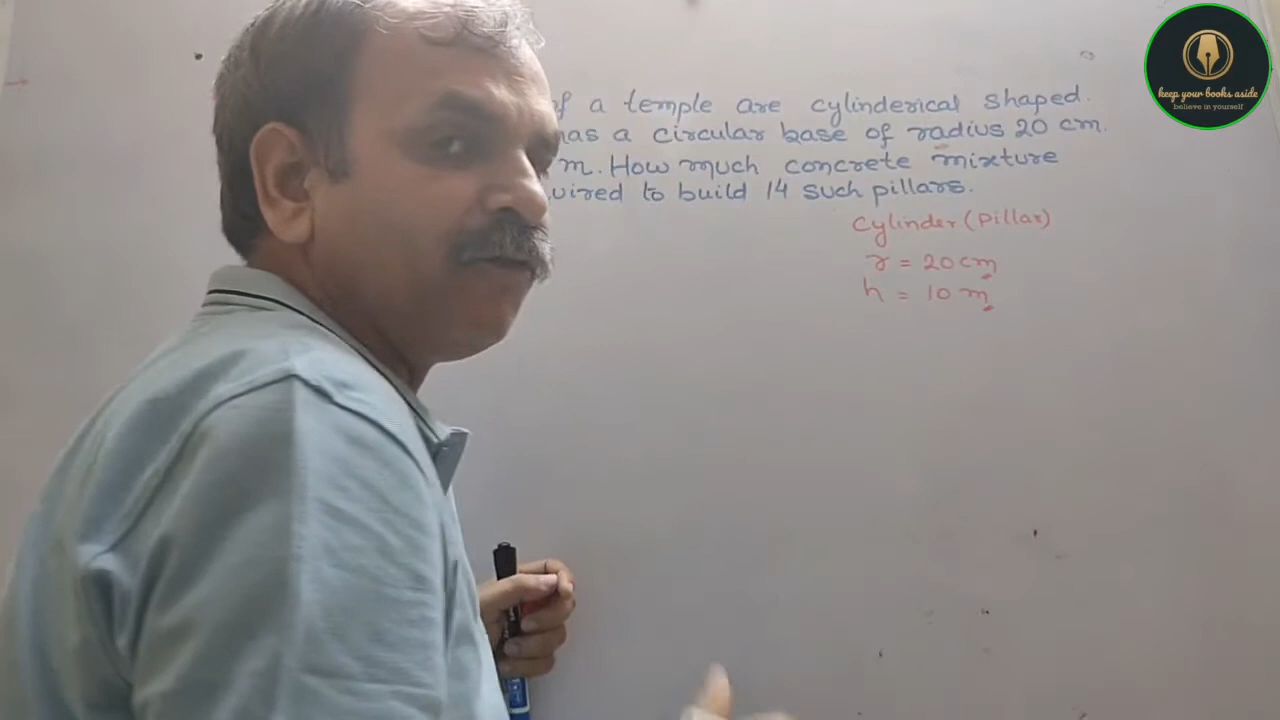 of a temple are cylinderical shaped.
has a circular base of radius 20 cm.
m. How much concrete mixture
to build 14 such pillars.
Cylinder (Pillar)
r = 20 cm
h = 10 m
keep your books aside
believe in yourself